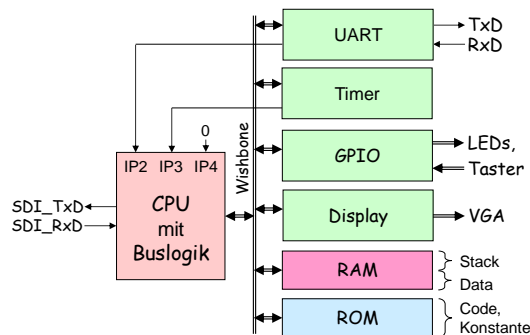 TxD
UART
RxD
Timer
0
LEDs,
GPIO
IP2 IP3 IP4
Taster
Wishbone
CPU
SDI_TxD
mit
SDI_RxD
Buslogik
Display
VGA
RAM
Stack
Data
ROM
Code,
Konstante